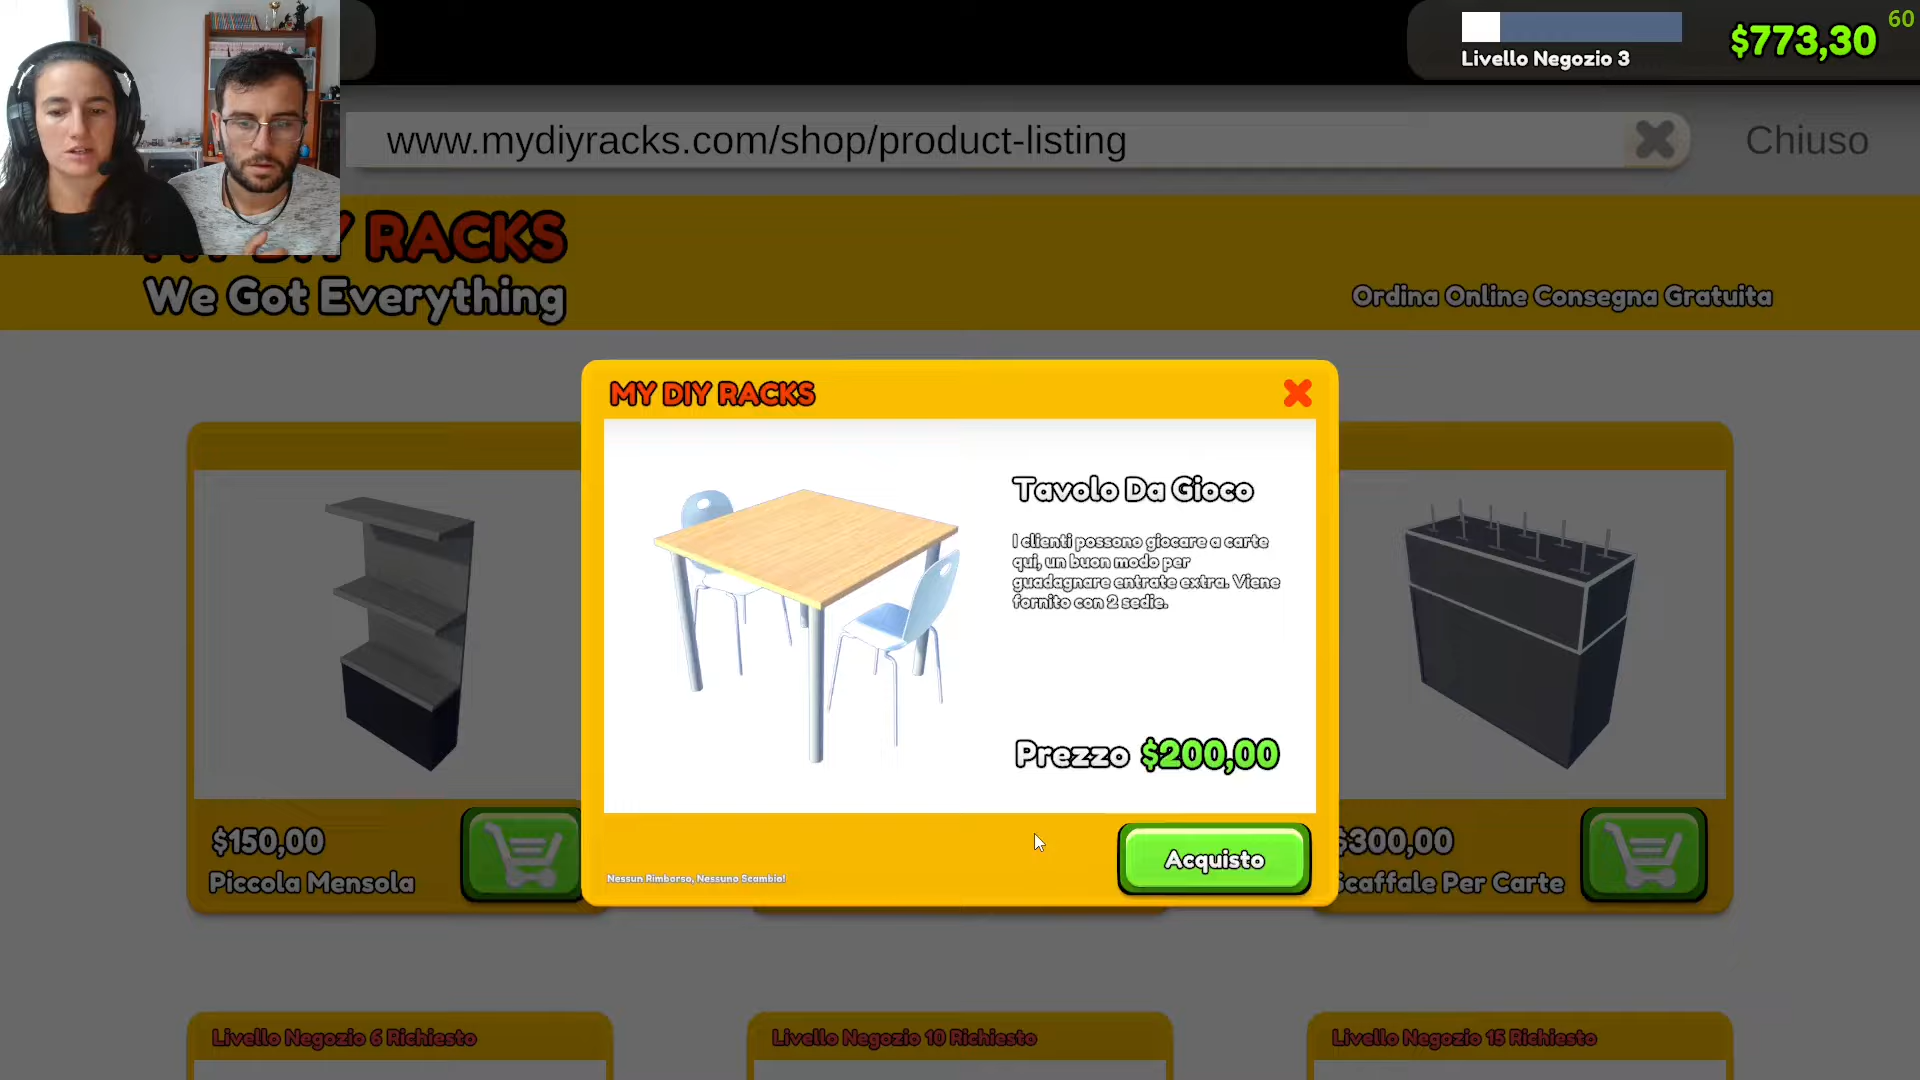 60
$773,30
Livello Negozio 3
www.mydiyracks.com/shop/product-listing
Chiuso
MY DIY RACKS
We Got Everything
Ordina Online Consegna Gratuita
MY DIY RACKS
Tavolo Da Gioco
I clienti possono giocare a carte
qui, un buon modo per
guadagnare entrate extra. Viene
fornito con 2 sedie.
Prezzo $200,00
Acquisto
Nessun Rimborso, Nessuno Scambio!
$150,00
Piccola Mensola
$300,00
Scaffale Per Carte
Livello Negozio 6 Richiesto
Livello Negozio 10 Richiesto
Livello Negozio 15 Richiesto